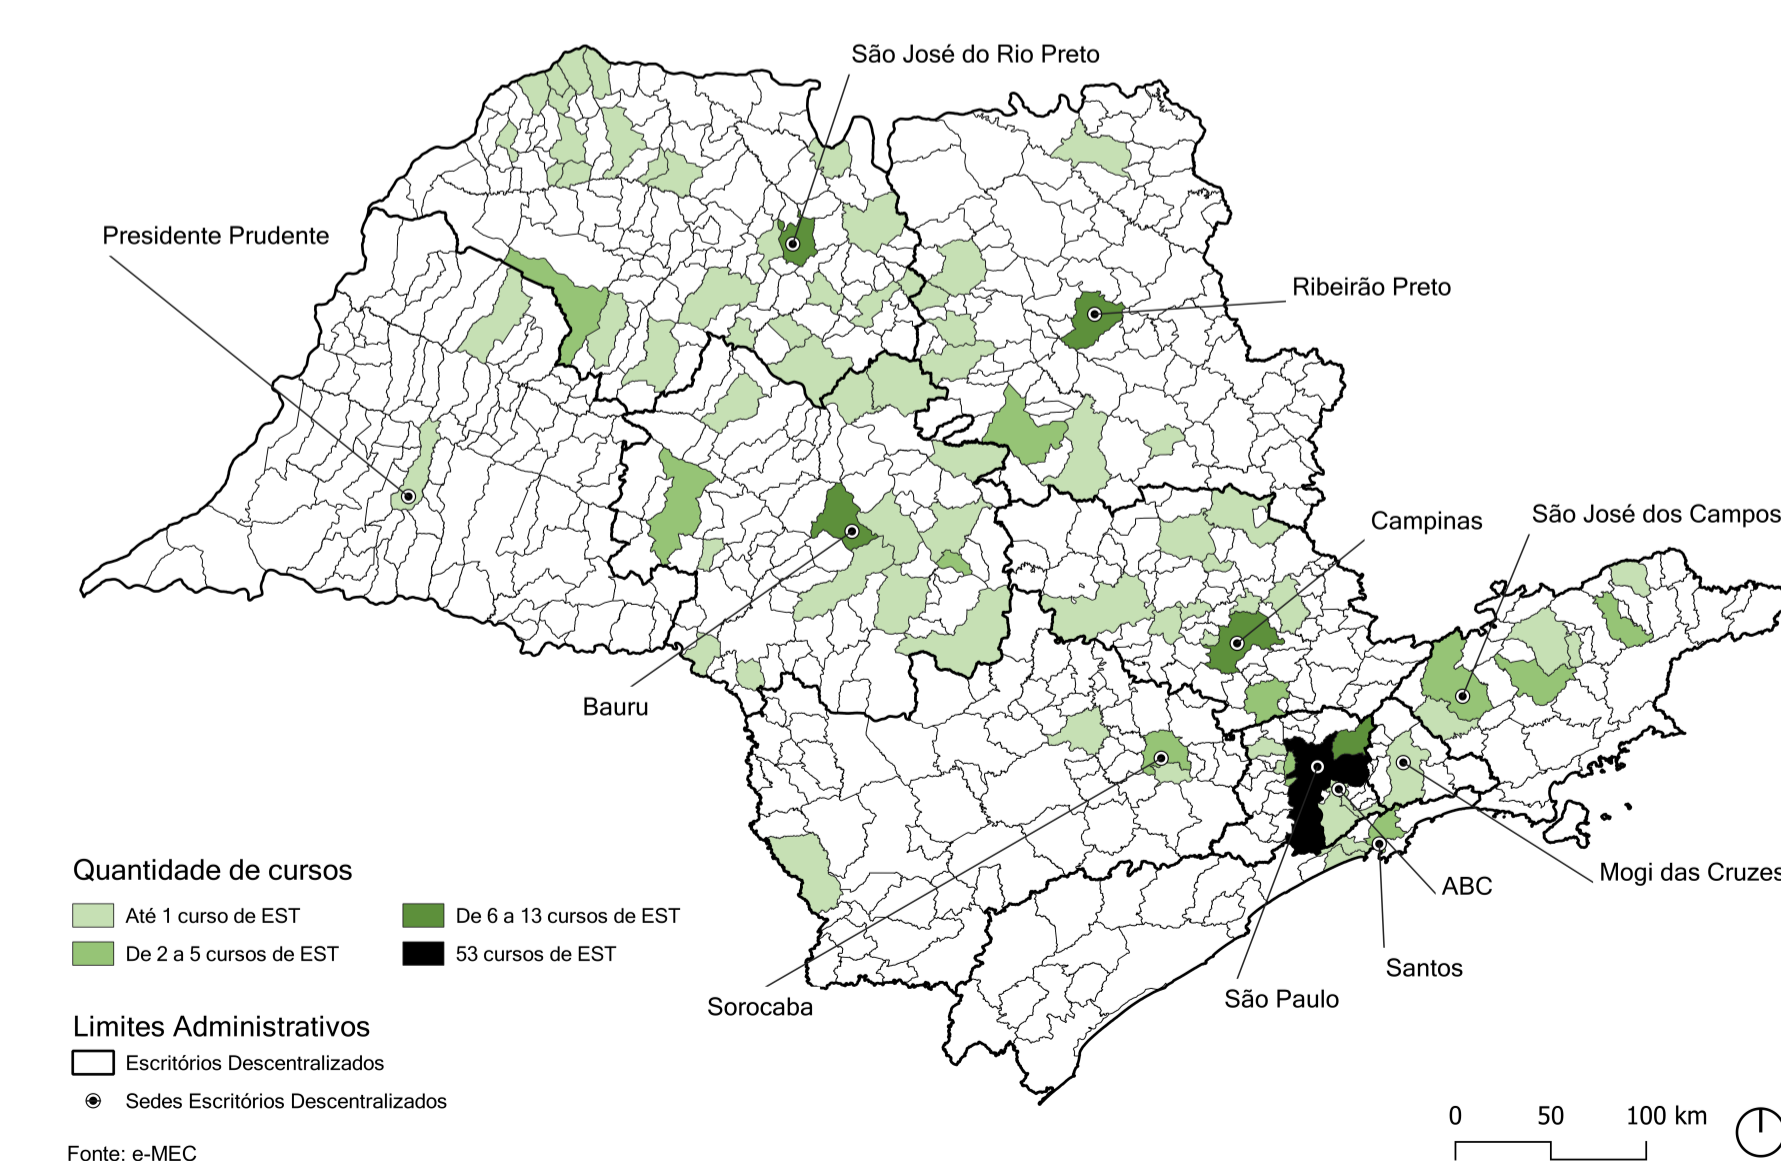 São José do Rio Preto
Presidente Prudente
Ribeirão Preto
Campinas
São José dos Campos
Bauru
Mogi das Cruzes
ABC
Santos
São Paulo
Sorocaba
Quantidade de cursos
Até 1 curso de EST
De 6 a 13 cursos de EST
De 2 a 5 cursos de EST
53 cursos de EST
Limites Administrativos
Escritórios Descentralizados
Sedes Escritórios Descentralizados
Fonte: e-MEC
0 50 100 km